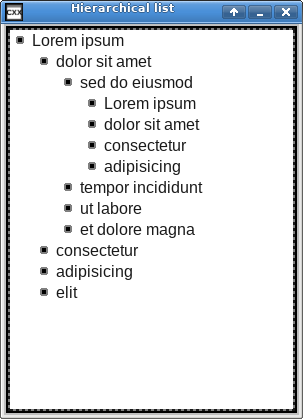 CXX Hierarchical list
Lorem ipsum
dolor sit amet
sed do eiusmod
Lorem ipsum
dolor sit amet
consectetur
adipisicing
tempor incididunt
ut labore
et dolore magna
consectetur
adipisicing
elit